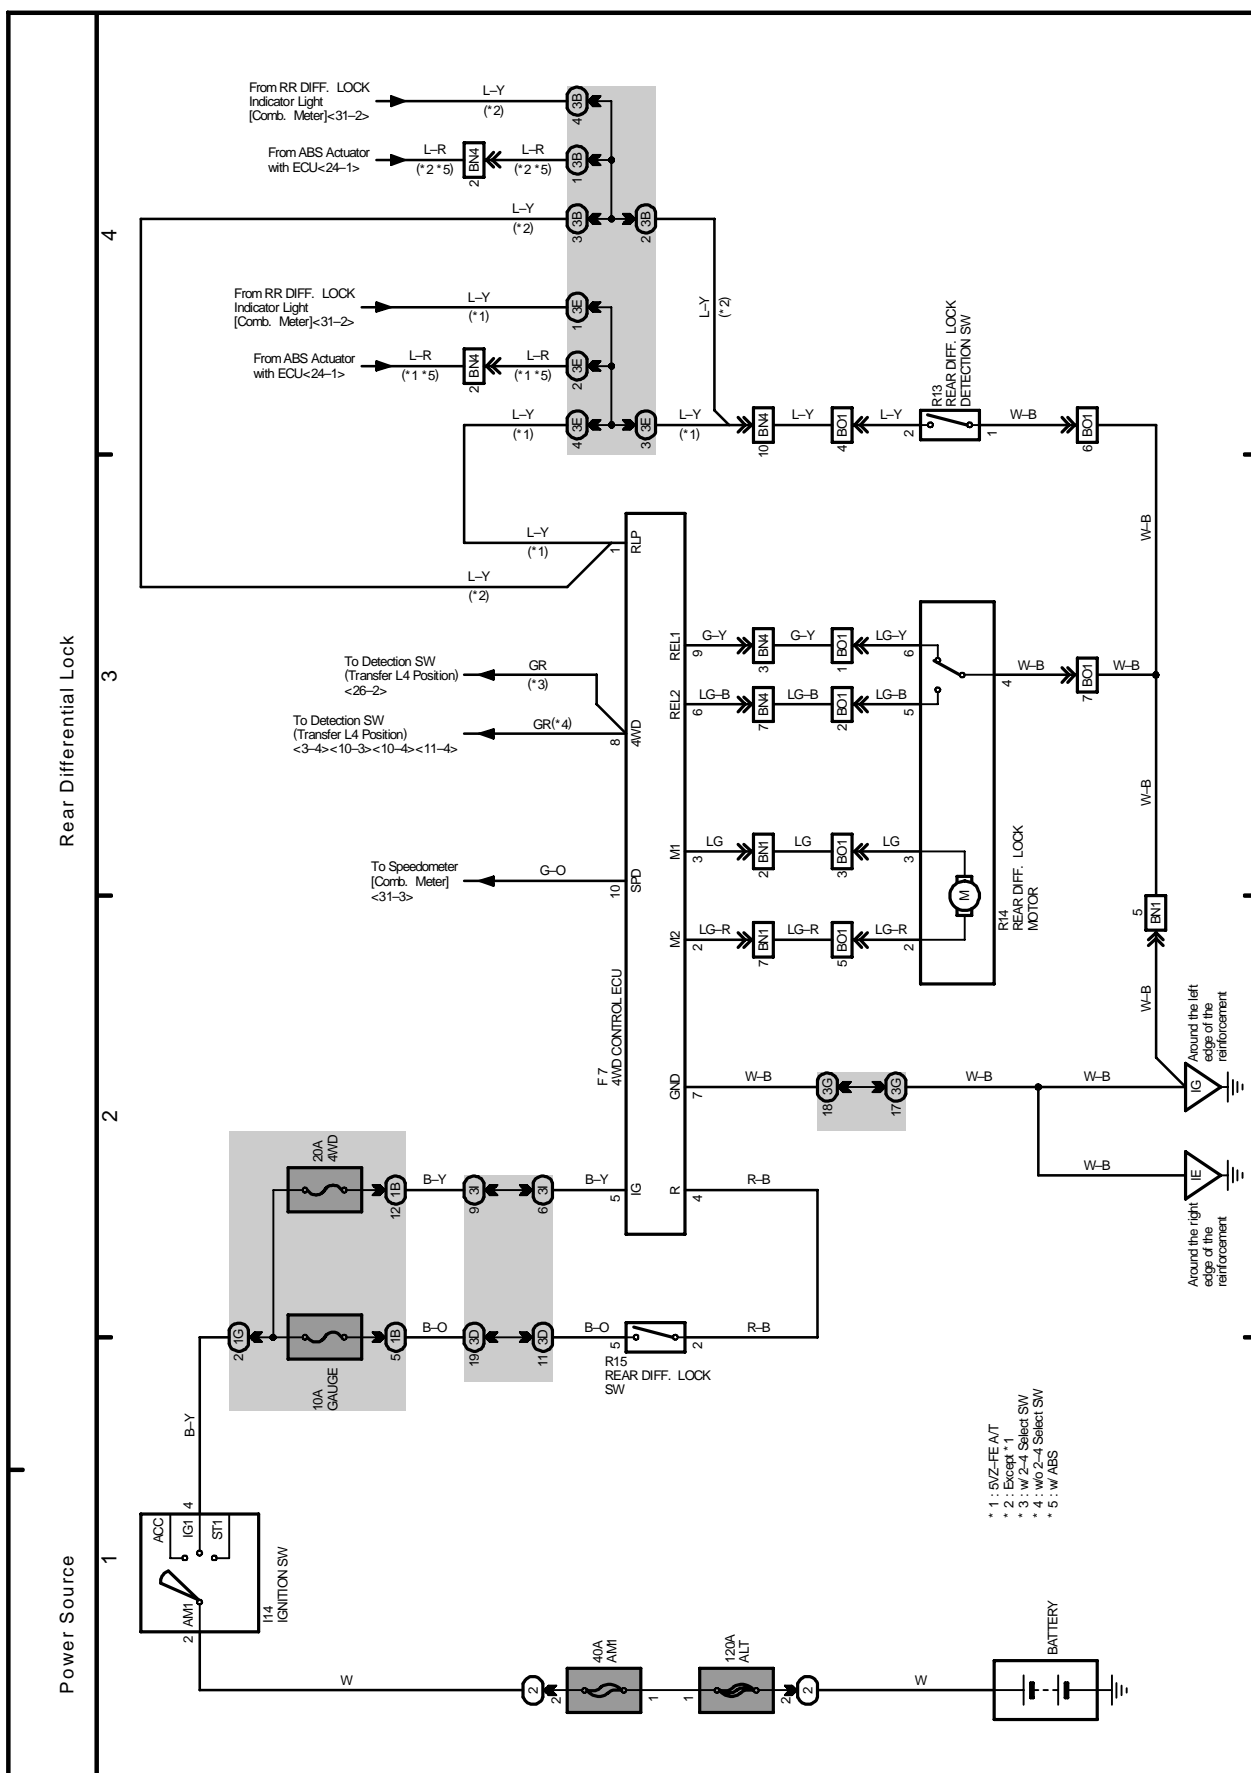 Power Source
Rear Differential Lock
1
2
3
4
From RR DIFF. LOCK
Indicator Light
[Comb. Meter]<31–2>
L–Y
(*2)
3B
4
From ABS Actuator
with ECU<24–1>
L–R
(*2 *5)
BN4
2
L–R
(*2 *5)
3B
1
L–Y
(*2)
3B
3
3B
2
From RR DIFF. LOCK
Indicator Light
[Comb. Meter]<31–2>
L–Y
(*1)
3E
1
L–Y
(*2)
From ABS Actuator
with ECU<24–1>
L–R
(*1 *5)
BN4
2
L–R
(*1 *5)
3E
2
L–Y
(*1)
3E
4
3E
3
L–Y
(*1)
BN4
10
L–Y
BO1
4
L–Y
2
R13
REAR DIFF. LOCK
DETECTION SW
1
W–B
BO1
6
L–Y
(*1)
1
RLP
W–B
L–Y
(*2)
REL1
9
G–Y
BN4
3
G–Y
BO1
1
LG–Y
6
To Detection SW
(Transfer L4 Position)
<26–2>
GR
(*3)
4
W–B
BO1
7
W–B
REL2
6
LG–B
BN4
7
LG–B
BO1
2
LG–B
5
To Detection SW
(Transfer L4 Position)
<3–4><10–3><10–4><11–4>
GR(*4)
8
4WD
W–B
M1
3
LG
BN1
2
LG
BO1
3
LG
3
To Speedometer
[Comb. Meter]
<31–3>
G–O
10
SPD
M
R14
REAR DIFF. LOCK
MOTOR
5
BN1
M2
2
LG–R
BN1
7
LG–R
BO1
5
LG–R
2
F 7
4WD CONTROL ECU
W–B
Around the left
edge of the
reinforcement
GND
7
W–B
3G
18
3G
17
W–B
W–B
IG
20A
4WD
1B
12
B–Y
3I
9
3I
6
B–Y
5
IG
R
4
R–B
W–B
IE
Around the right
edge of the
reinforcement
1G
2
10A
GAUGE
1B
5
B–O
3D
19
3D
11
B–O
5
R15
REAR DIFF. LOCK
SW
2
R–B
B–Y
ACC
IG1
4
ST1
AM1
2
I14
IGNITION SW
* 1 : 5VZ–FE A/T
* 2 : Except *1
* 3 : w/ 2–4 Select SW
* 4 : w/o 2–4 Select SW
* 5 : w/ ABS
W
2
2
40A
AM1
1
1
120A
ALT
2
2
W
BATTERY